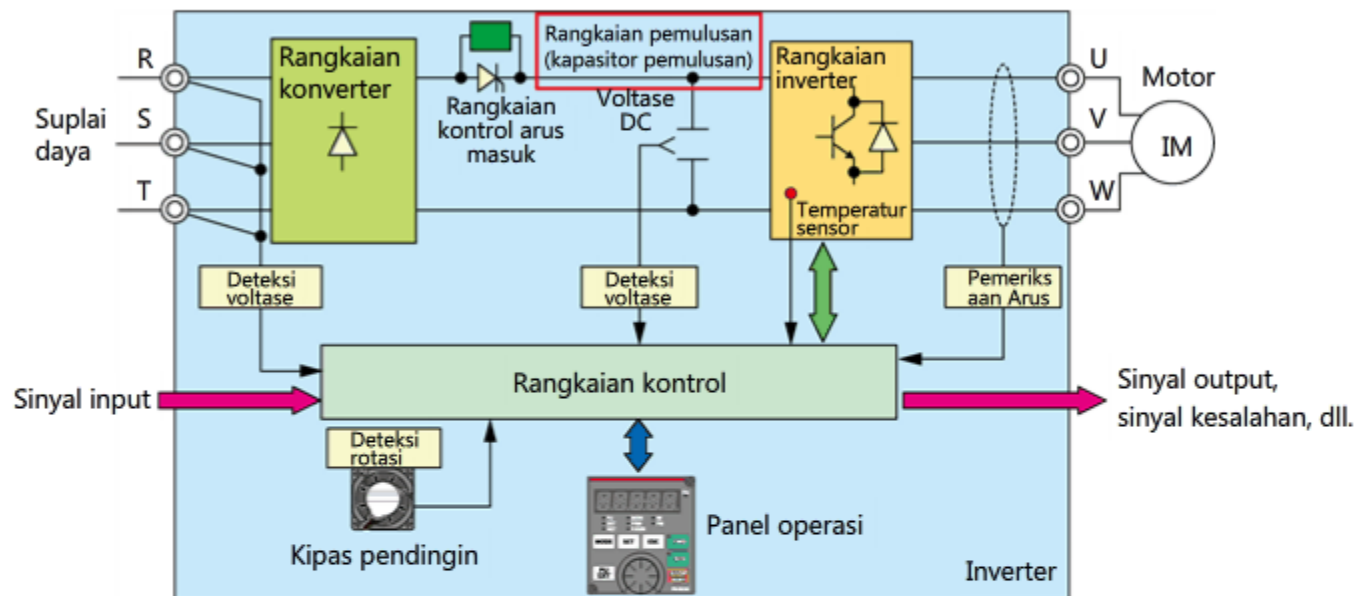 R
S
T
Suplai
daya
Rangkaian
konverter
Rangkaian
kontrol arus
masuk
Rangkaian pemulusan
(kapasitor pemulusan)
Voltase
DC
Rangkaian
inverter
Temperatur
sensor
U
V
W
Motor
IM
Deteksi
voltase
Deteksi
voltase
Pemeriks
aan Arus
Sinyal input
Rangkaian kontrol
Sinyal output,
sinyal kesalahan, dll.
Deteksi
rotasi
Kipas pendingin
Panel operasi
Inverter